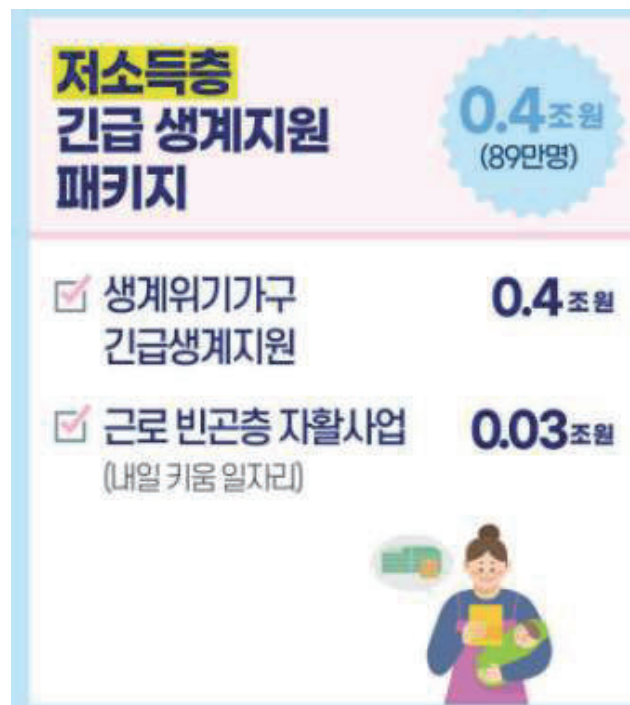 저소득층
긴급 생계지원
패키지
0.4조원
(89만명)
생계위기가구
긴급생계지원
0.4조원
근로 빈곤층 자활사업
0.03조원
(내일 키움 일자리)